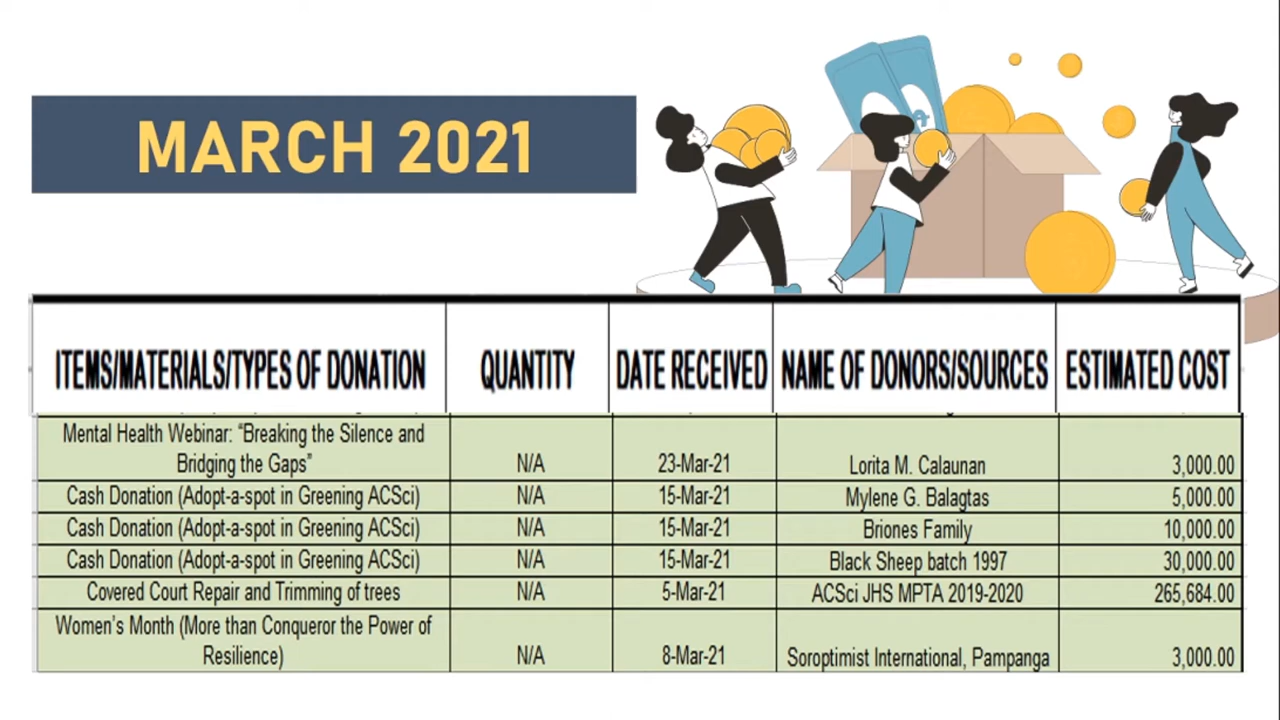 MARCH 2021
ITEMS/MATERIALS/TYPES OF DONATION QUANTITY DATE RECEIVED NAME OF DONORS/SOURCES ESTIMATED COST
Mental Health Webinar: “Breaking the Silence and
Bridging the Gaps” N/A 23-Mar-21 Lorita M. Calaunan 3,000.00
Cash Donation (Adopt-a-spot in Greening ACSci) N/A 15-Mar-21 Mylene G. Balagtas 5,000.00
Cash Donation (Adopt-a-spot in Greening ACSci) N/A 15-Mar-21 Briones Family 10,000.00
Cash Donation (Adopt-a-spot in Greening ACSci) N/A 15-Mar-21 Black Sheep batch 1997 30,000.00
Covered Court Repair and Trimming of trees N/A 5-Mar-21 ACSci JHS MPTA 2019-2020 265,684.00
Women’s Month (More than Conqueror the Power of
Resilience) N/A 8-Mar-21 Soroptimist International, Pampanga 3,000.00